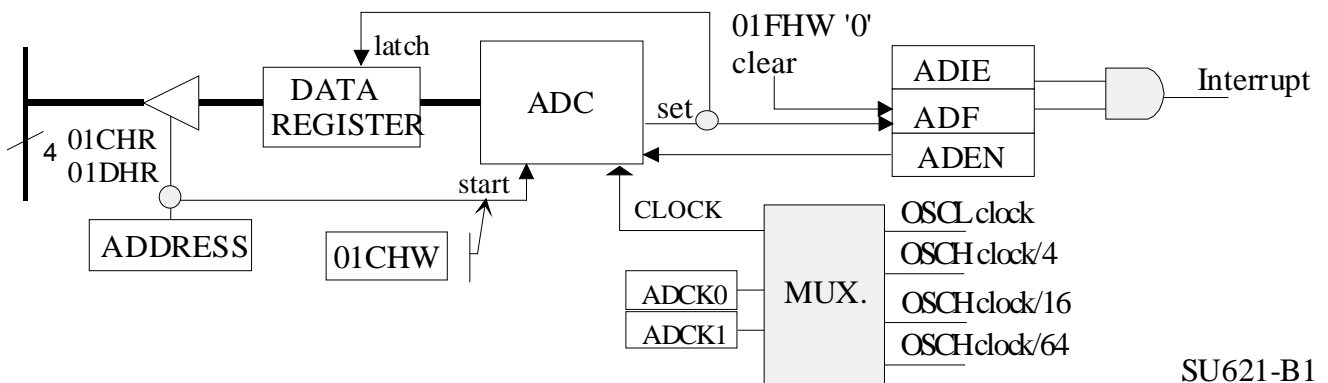 latch
01FHW '0'
clear
ADIE
Interrupt
DATA
REGISTER
ADC
set
ADF
4
01CHR
01DHR
ADEN
start
CLOCK
OSCL clock
ADDRESS
01CHW
OSCH clock/4
ADCK0
MUX.
OSCH clock/16
ADCK1
OSCH clock/64
SU621-B1